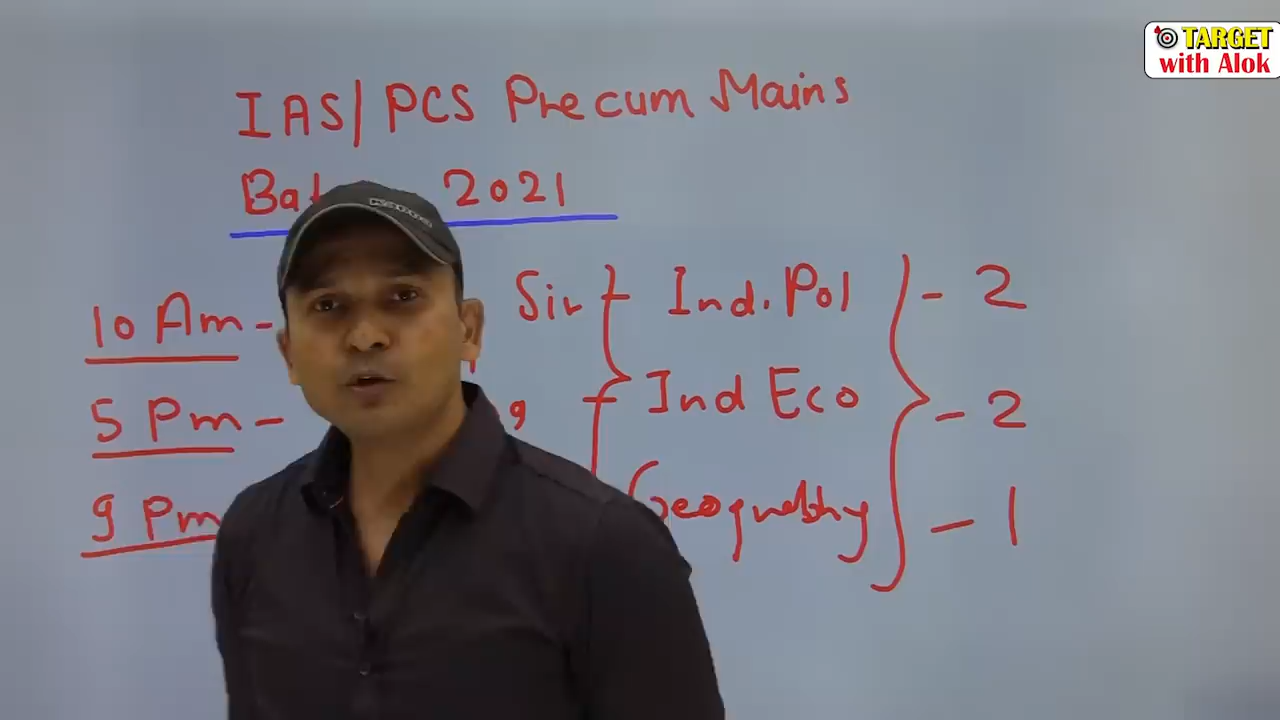 TARGET
with Alok
IAS/PCS Pre cum Mains
2021
10 Am - Sir - Ind. Pol - 2
5 Pm - - Ind Eco - 2
9 Pm Geography - 1